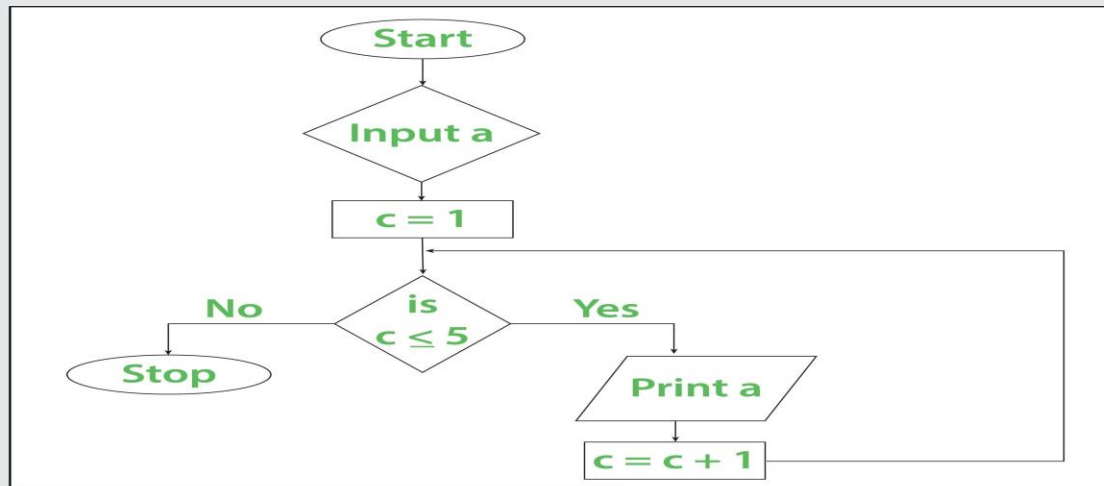 Start
Input a
c = 1
is
c ≤ 5
No
Yes
Stop
Print a
c = c + 1